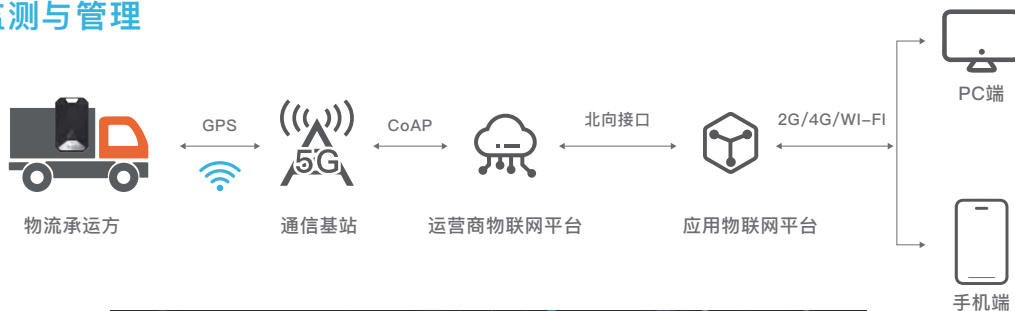 监测与管理
GPS
5G
CoAP
北向接口
2G/4G/WI-FI
PC端
物流承运方
通信基站
运营商物联网平台
应用物联网平台
手机端